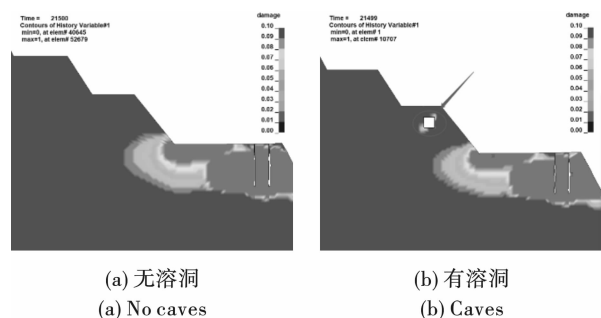 Time = 21500
Contours of History Variable#1
min=0, at elem# 40645
max=1, at elem# 52679
damage
0.10
0.09
0.08
0.07
0.06
0.05
0.04
0.03
0.02
0.01
0.00
(a) 无溶洞
(a) No caves
Time = 21499
Contours of History Variable#1
min=0, at elem# 1
max=1, at elem# 10707
damage
0.10
0.09
0.08
0.07
0.06
0.05
0.04
0.03
0.02
0.01
0.00
(b) 有溶洞
(b) Caves